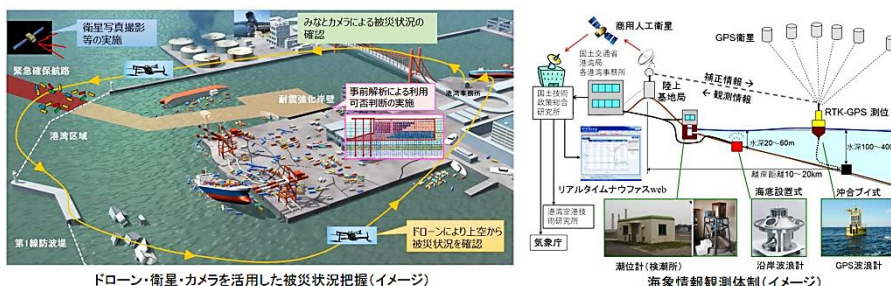 衛星写真撮影
等の実施
みなとカメラによる被災状況の
確認
緊急確保航路
港湾事務所
事前解析による利用
可否判断の実施
耐震強化岸壁
港湾区域
第1線防波堤
ドローンにより上空から
被災状況を確認
ドローン・衛星・カメラを活用した被災状況把握(イメージ)
商用人工衛星
GPS衛星
国土交通省
港湾局
各港湾事務所
国土技術
政策総合
研究所
陸上
基地局
補正情報
観測情報
RTK-GPS 測位
水深20~60m
水深100~400
離岸距離10~20km
リアルタイムナウファスweb
港湾空港技
術研究所
気象庁
海底設置式
沖合ブイ式
潮位計(検潮所)
沿岸波浪計
GPS波浪計
海象情報観測体制(イメージ)